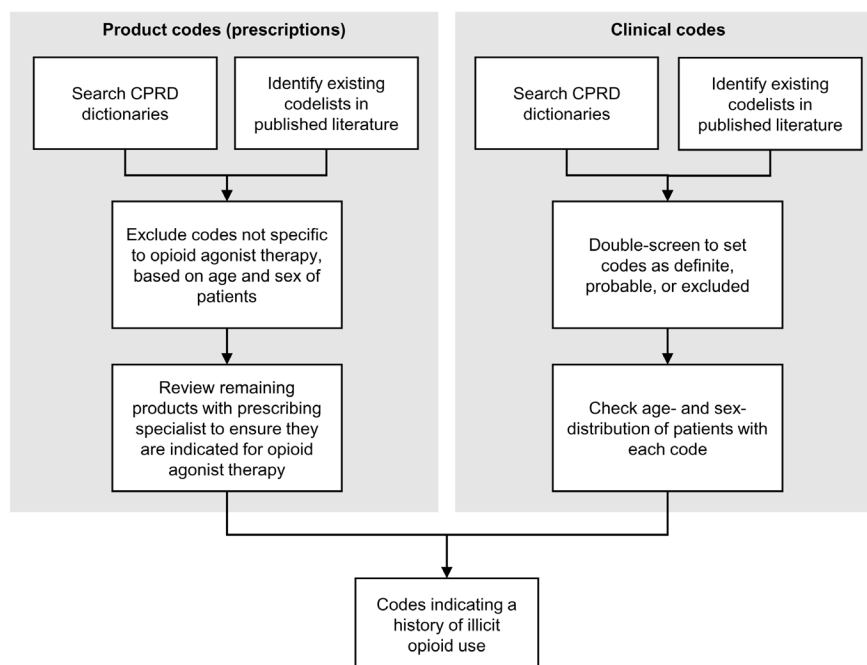 Product codes (prescriptions)
Search CPRD
dictionaries
Identify existing
codelists in
published literature
Exclude codes not specific
to opioid agonist therapy,
based on age and sex of
patients
Review remaining
products with prescribing
specialist to ensure they
are indicated for opioid
agonist therapy
Clinical codes
Search CPRD
dictionaries
Identify existing
codelists in
published literature
Double-screen to set
codes as definite,
probable, or excluded
Check age- and sex-
distribution of patients with
each code
Codes indicating a
history of illicit
opioid use